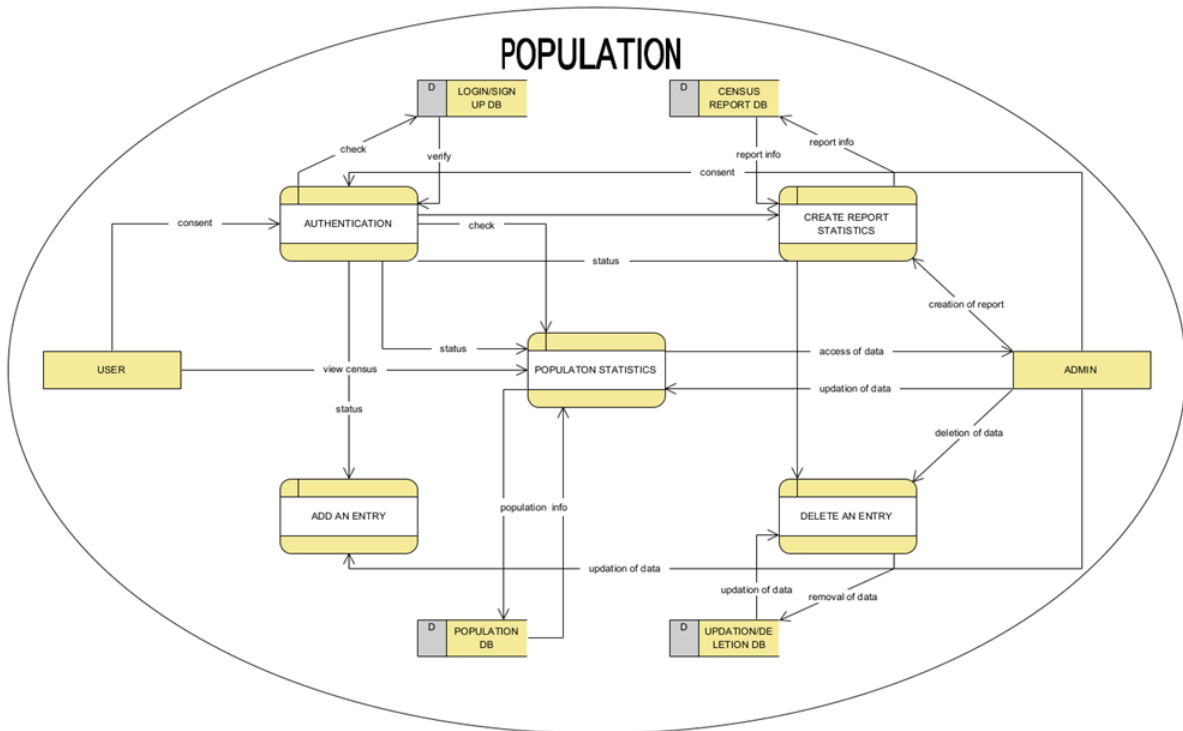 POPULATION
D
LOGIN/SIGN
UP DB
D
CENSUS
REPORT DB
check
verify
report info
report info
consent
consent
AUTHENTICATION
check
CREATE REPORT
STATISTICS
status
creation of report
USER
status
view census
POPULATON STATISTICS
access of data
ADMIN
updation of data
status
deletion of data
ADD AN ENTRY
population info
DELETE AN ENTRY
updation of data
updation of data
removal of data
D
POPULATION
DB
D
UPDATION/DE
LETION DB